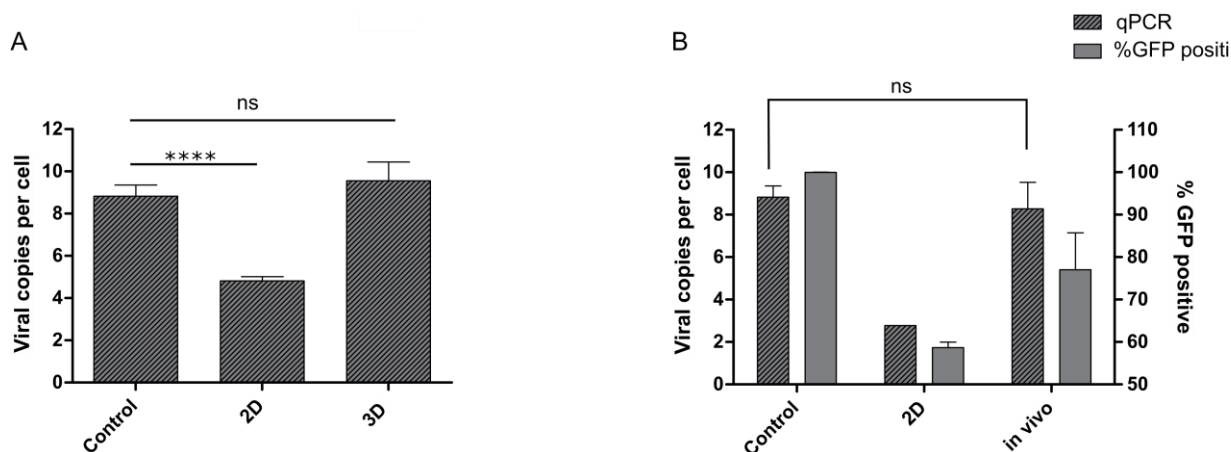 A
ns
****
12
10
8
6
4
2
0
Viral copies per cell
Control
2D
3D
B
qPCR
%GFP positi
ns
12
10
8
6
4
2
0
Viral copies per cell
110
100
90
80
70
60
50
% GFP positive
Control
2D
in vivo